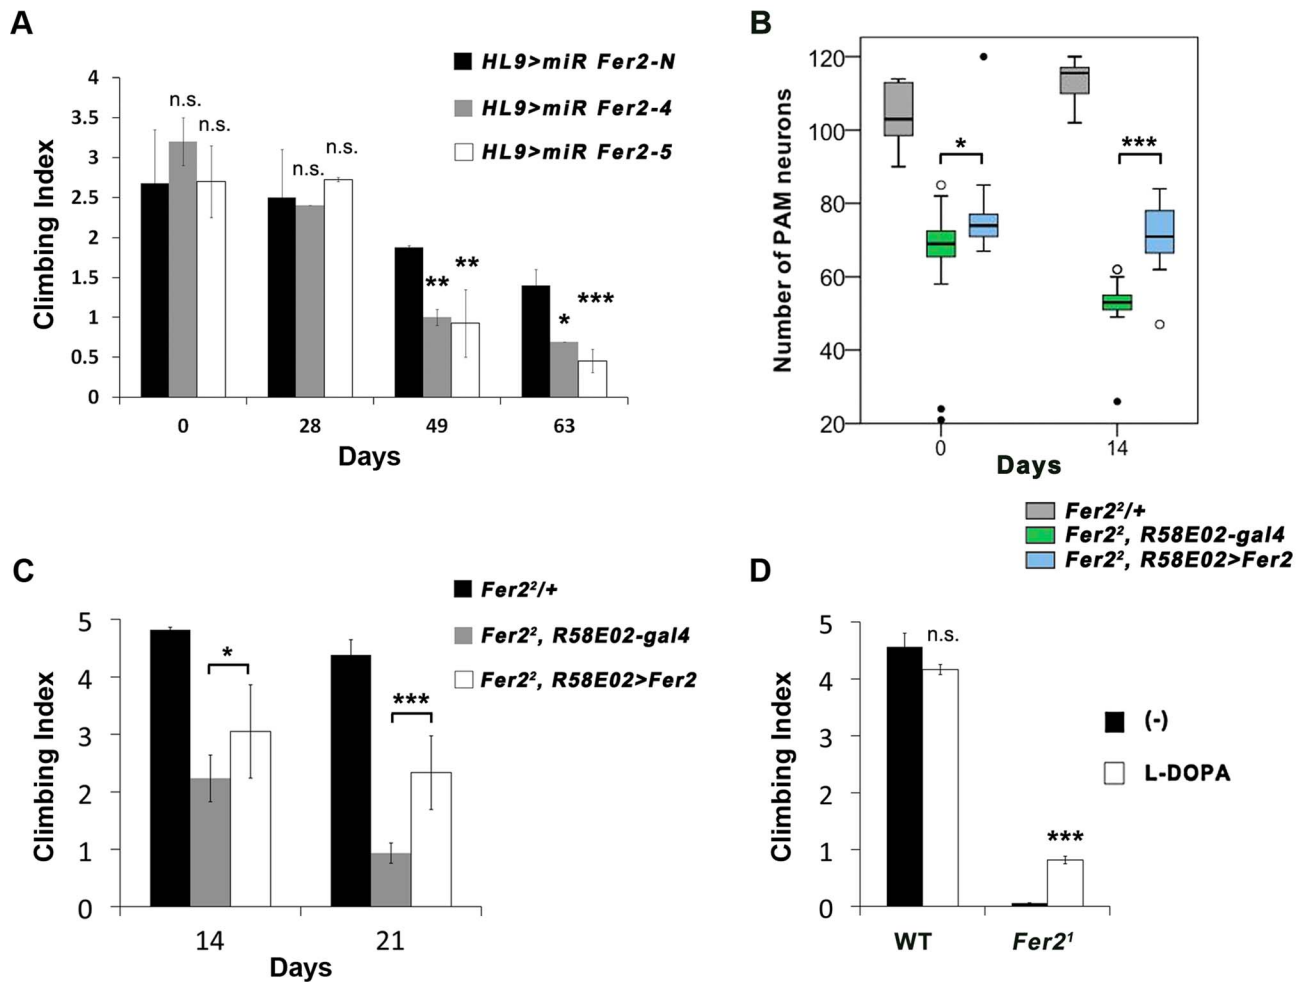 A
HL9>miR Fer2-N
HL9>miR Fer2-4
HL9>miR Fer2-5
Climbing Index
4
3.5
3
2.5
2
1.5
1
0.5
0
n.s.
n.s.
n.s.
n.s.
**
**
*
***
0 28 49 63
Days
B
Number of PAM neurons
120
100
80
60
40
20
*
***
0 14
Days
Fer2²/+
Fer2², R58E02-gal4
Fer2², R58E02>Fer2
C
Fer2²/+
Fer2², R58E02-gal4
Fer2², R58E02>Fer2
Climbing Index
5
4
3
2
1
0
*
***
14 21
Days
D
Climbing Index
5
4
3
2
1
0
n.s.
***
(-)
L-DOPA
WT Fer2¹